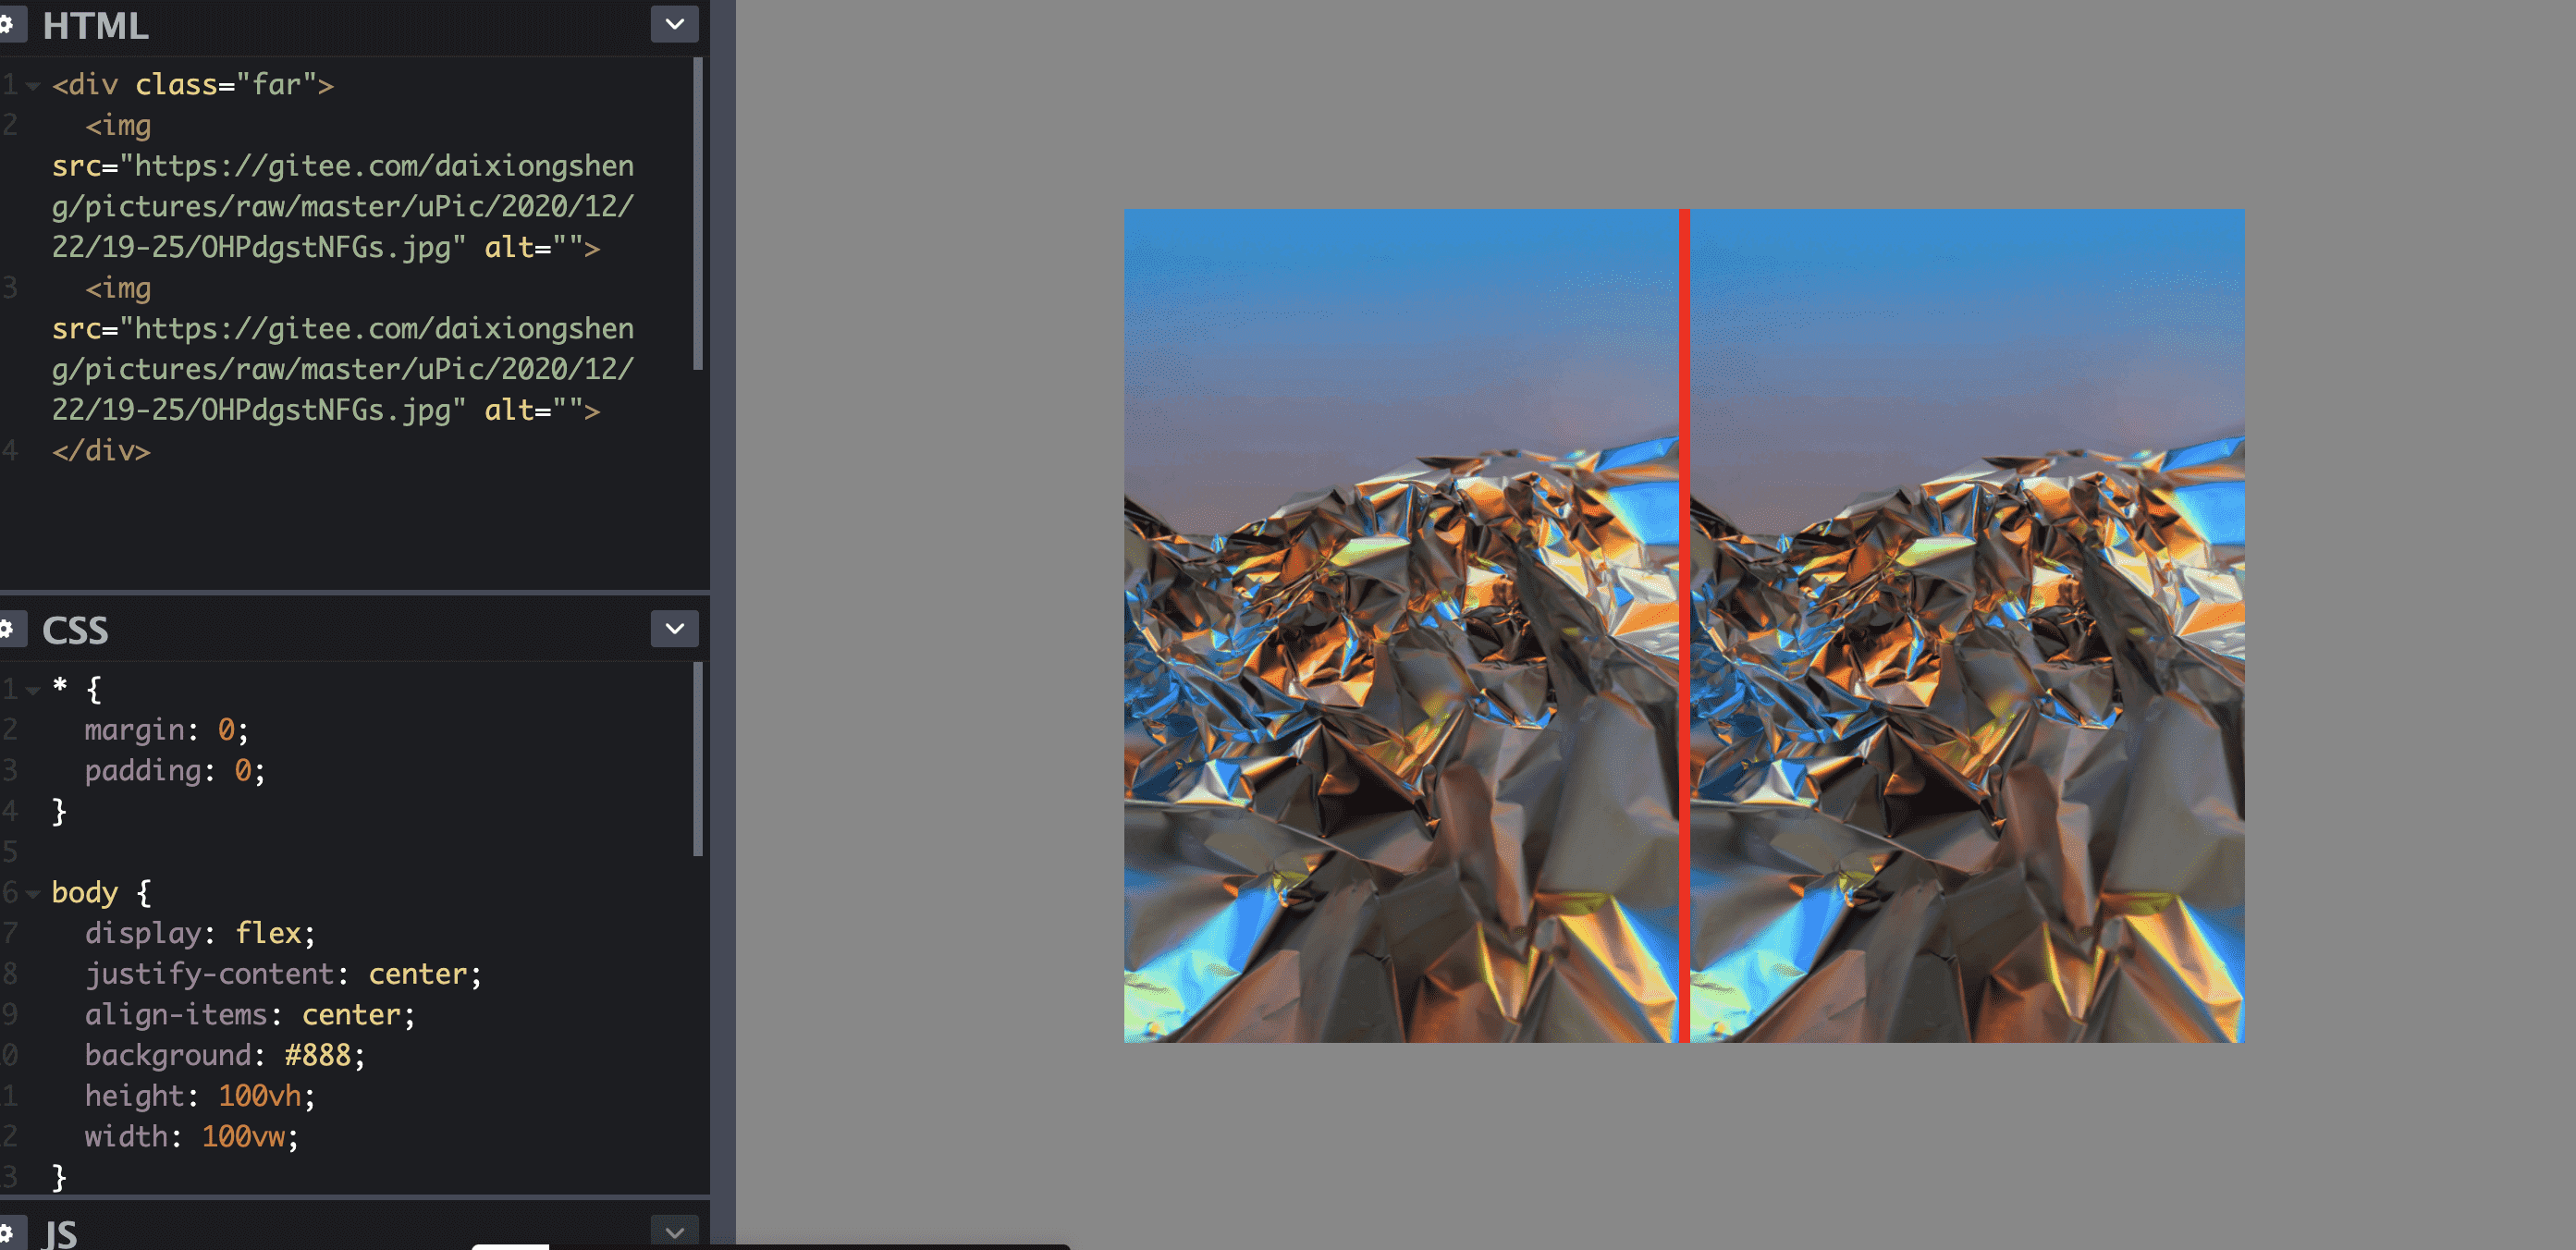 HTML
1 <div class="far">
2 <img
src="https://gitee.com/daixiongshen
g/pictures/raw/master/uPic/2020/12/
22/19-25/OHPdgstNFGs.jpg" alt="">
3 <img
src="https://gitee.com/daixiongshen
g/pictures/raw/master/uPic/2020/12/
22/19-25/OHPdgstNFGs.jpg" alt="">
4 </div>
CSS
1 * {
2 margin: 0;
3 padding: 0;
4 }
5
6 body {
7 display: flex;
8 justify-content: center;
9 align-items: center;
0 background: #888;
1 height: 100vh;
2 width: 100vw;
3 }
JS